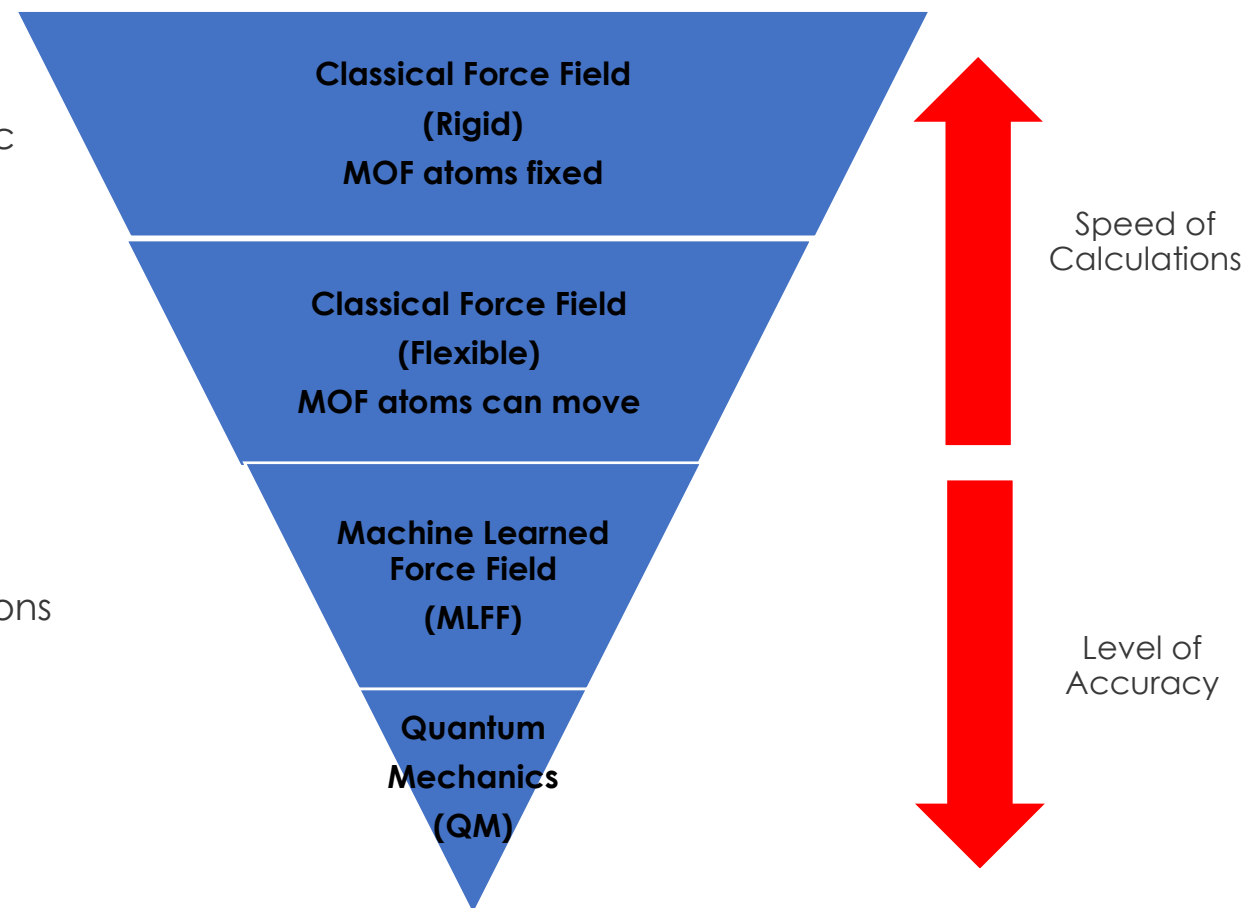 Classical Force Field
(Rigid)
MOF atoms fixed
c
Speed of
Calculations
Classical Force Field
(Flexible)
MOF atoms can move
Machine Learned
Force Field
(MLFF)
ons
Level of
Accuracy
Quantum
Mechanics
(QM)